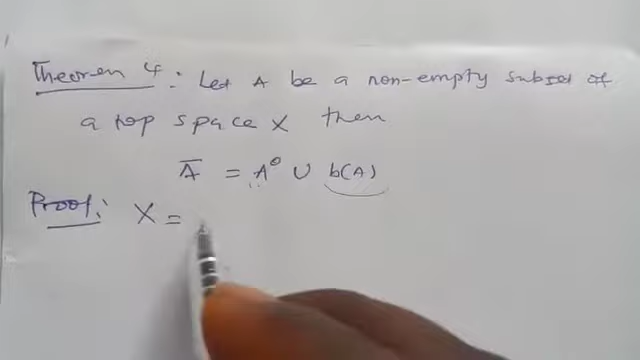 Theorem 4: Let A be a non-empty subset of
a top space X then
A̅ = A° ∪ b(A)
Proof: X =